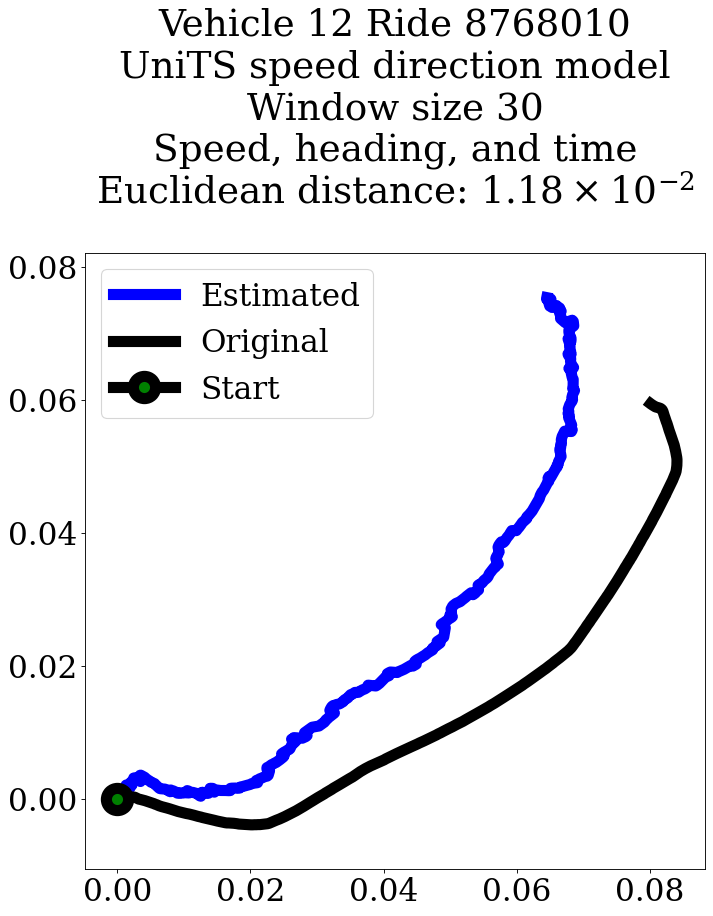 Vehicle 12 Ride 8768010
UniTS speed direction model
Window size 30
Speed, heading, and time
Euclidean distance: 1.18 × 10⁻²
0.08
0.06
0.04
0.02
0.00
Estimated
Original
Start
0.00 0.02 0.04 0.06 0.08